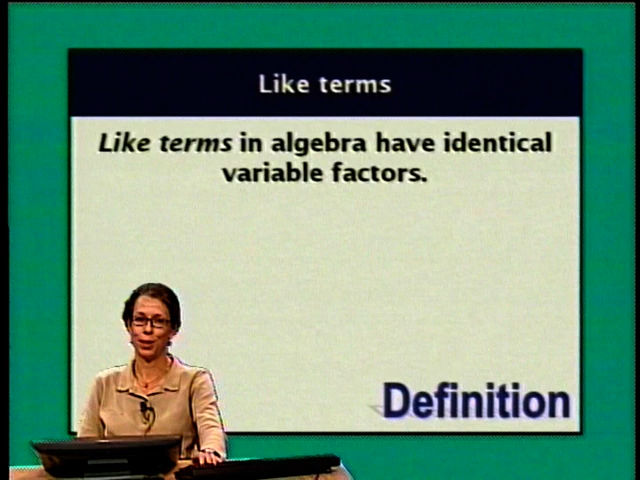 Like terms
Like terms in algebra have identical
variable factors.
Definition